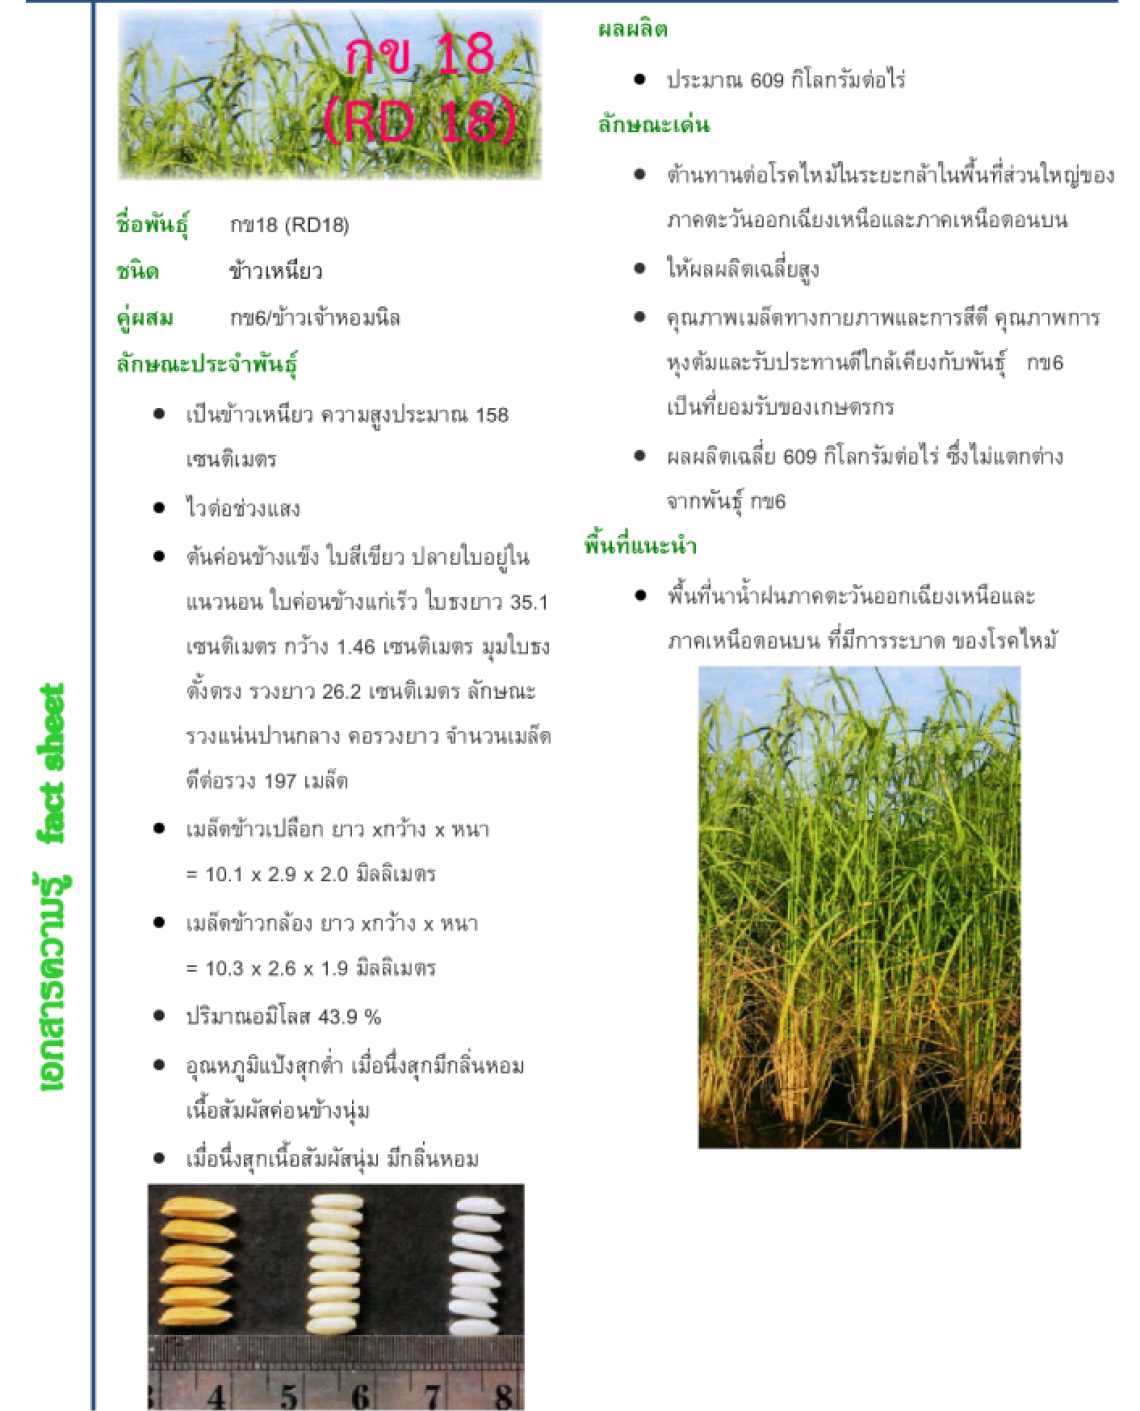 กข 18
(RD 18)
ชื่อพันธุ์ กข18 (RD18)
ชนิด ข้าวเหนียว
คู่ผสม กข6/ข้าวเจ้าหอมนิล
ลักษณะประจำพันธุ์
● เป็นข้าวเหนียว ความสูงประมาณ 158
เซนติเมตร
● ไวต่อช่วงแสง
● ต้นค่อนข้างแข็ง ใบสีเขียว ปลายใบอยู่ใน
แนวนอน ใบค่อนข้างแก่เร็ว ใบธงยาว 35.1
เซนติเมตร กว้าง 1.46 เซนติเมตร มุมใบธง
ตั้งตรง รวงยาว 26.2 เซนติเมตร ลักษณะ
รวงแน่นปานกลาง คอรวงยาว จำนวนเมล็ด
ดีต่อรวง 197 เมล็ด
● เมล็ดข้าวเปลือก ยาว xกว้าง x หนา
= 10.1 x 2.9 x 2.0 มิลลิเมตร
● เมล็ดข้าวกล้อง ยาว xกว้าง x หนา
= 10.3 x 2.6 x 1.9 มิลลิเมตร
● ปริมาณอมิโลส 43.9 %
● อุณหภูมิแป้งสุกต่ำ เมื่อนึ่งสุกมีกลิ่นหอม
เนื้อสัมผัสค่อนข้างนุ่ม
● เมื่อนึ่งสุกเนื้อสัมผัสนุ่ม มีกลิ่นหอม
4 5 6 7 8
ผลผลิต
● ประมาณ 609 กิโลกรัมต่อไร่
ลักษณะเด่น
● ต้านทานต่อโรคไหม้ในระยะกล้าในพื้นที่ส่วนใหญ่ของ
ภาคตะวันออกเฉียงเหนือและภาคเหนือตอนบน
● ให้ผลผลิตเฉลี่ยสูง
● คุณภาพเมล็ดทางกายภาพและการสีดี คุณภาพการ
หุงต้มและรับประทานดีใกล้เคียงกับพันธุ์ กข6
เป็นที่ยอมรับของเกษตรกร
● ผลผลิตเฉลี่ย 609 กิโลกรัมต่อไร่ ซึ่งไม่แตกต่าง
จากพันธุ์ กข6
พื้นที่แนะนำ
● พื้นที่นาน้ำฝนภาคตะวันออกเฉียงเหนือและ
ภาคเหนือตอนบน ที่มีการระบาด ของโรคไหม้
เอกสารความรู้ fact sheet